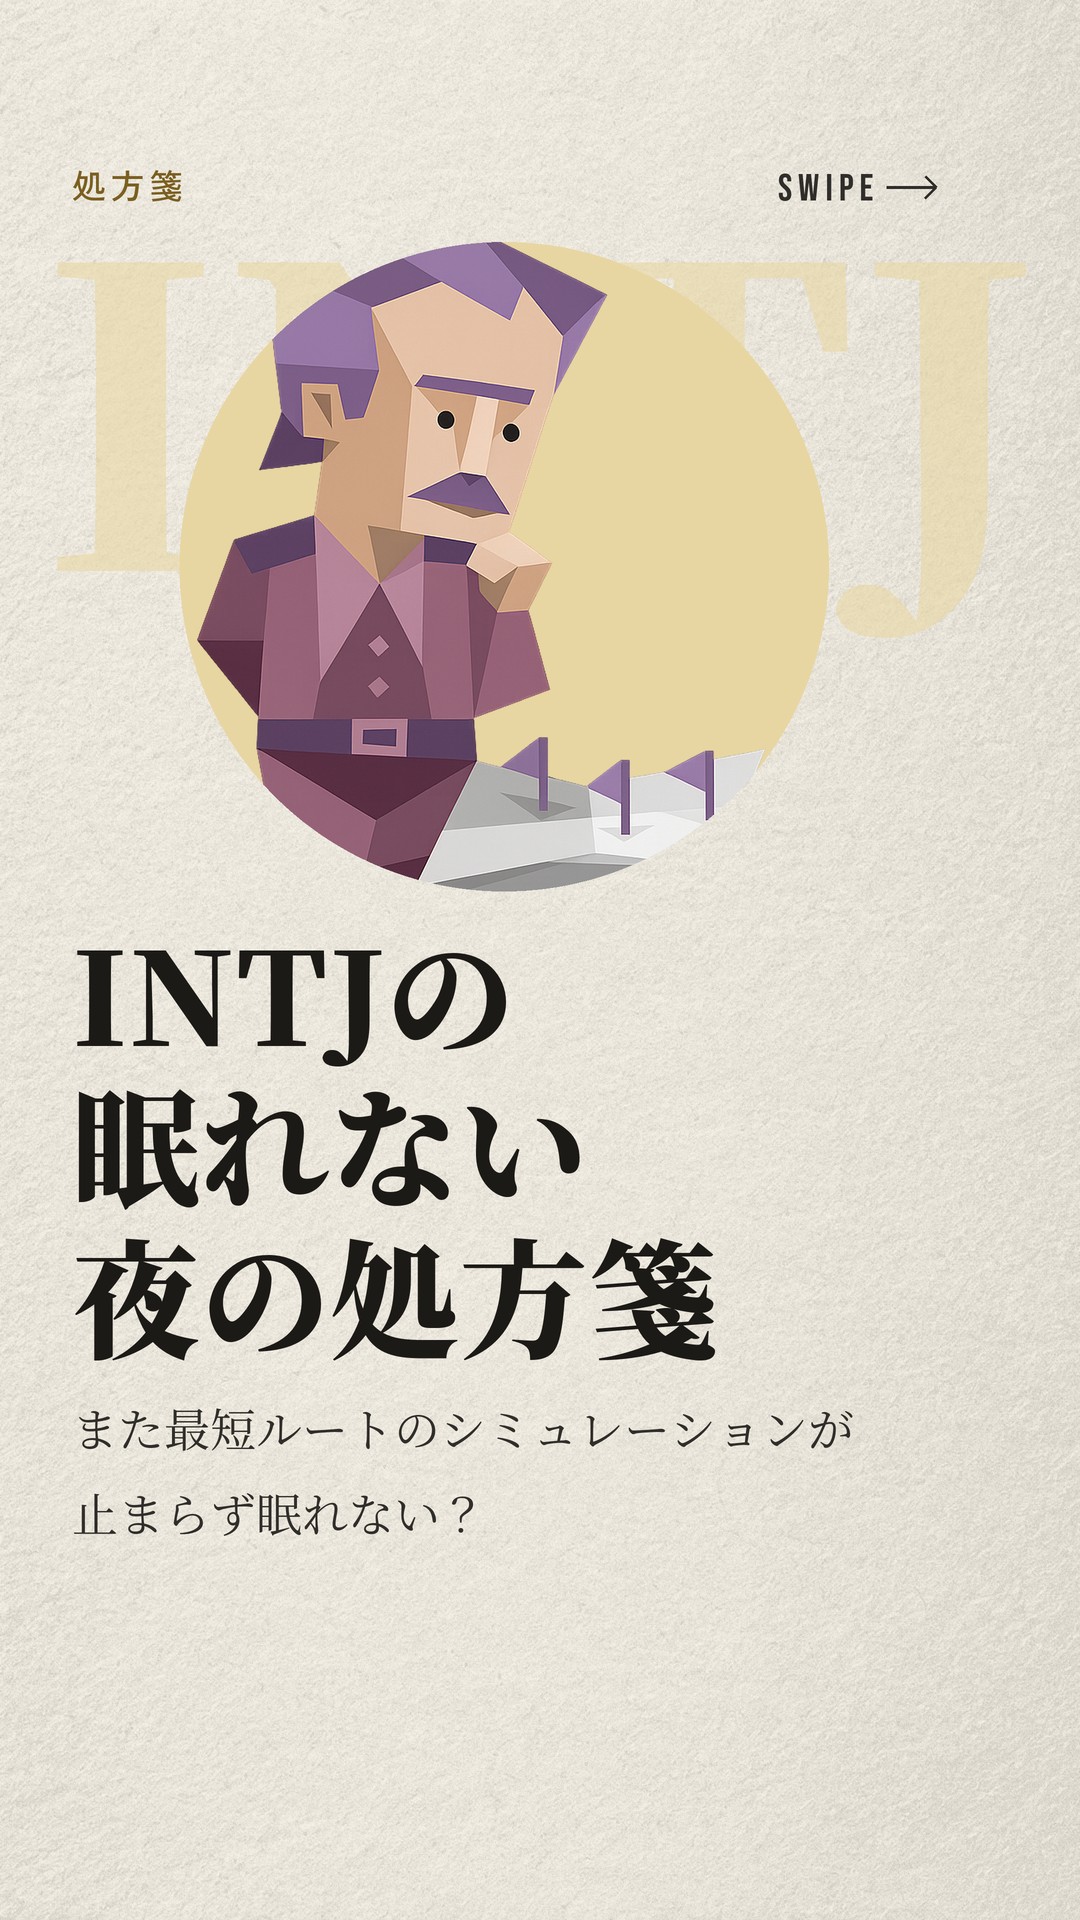 処方箋
SWIPE →
INTJ
INTJの
眠れない
夜の処方箋
また最短ルートのシミュレーションが
止まらず眠れない？